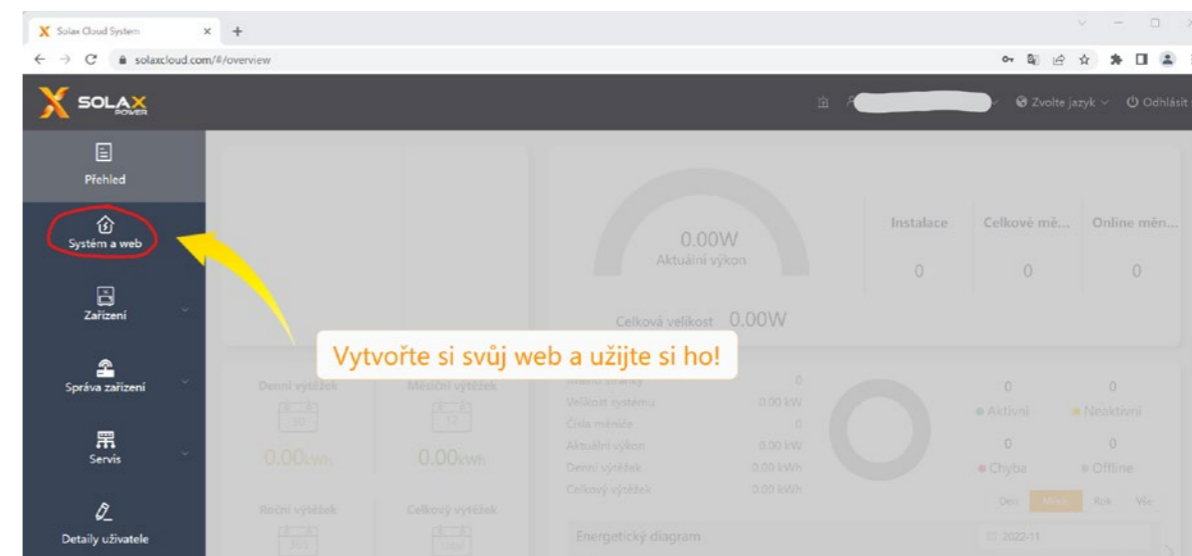 Solax Cloud System
solaxcloud.com/#/overview
SOLAX
POWER
Zvolte jazyk
Odhlásit
Přehled
Systém a web
Zařízení
Správa zařízení
Servis
Detaily uživatele
0.00W
Aktuální výkon
Celková velikost 0.00W
Instalace Celkové mě... Online měn...
0 0 0
Vytvořte si svůj web a užijte si ho!
Denní výtěžek Měsíční výtěžek
30 12
0.00kWh 0.00kWh
Roční výtěžek Celkový výtěžek
365
0
Velikost systému 0.00 kW
Čísla měniče 0
Aktuální výkon 0.00 kW
Denní výtěžek 0.00 kWh
Celkový výtěžek 0.00 kWh
0 0
Aktivní Neaktivní
0 0
Chyba Offline
Den Měsíc Rok Vše
Energetický diagram 2022-11